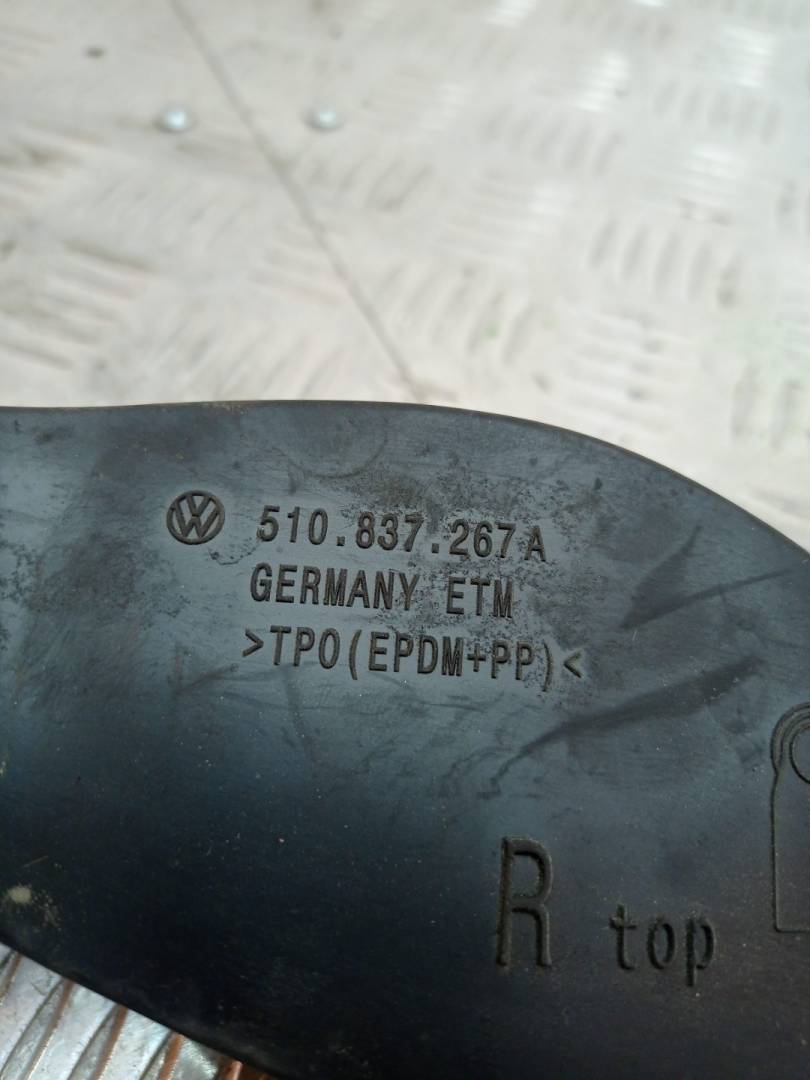 510.837.267A
GERMANY ETM
>TPO(EPDM+PP)<
R top